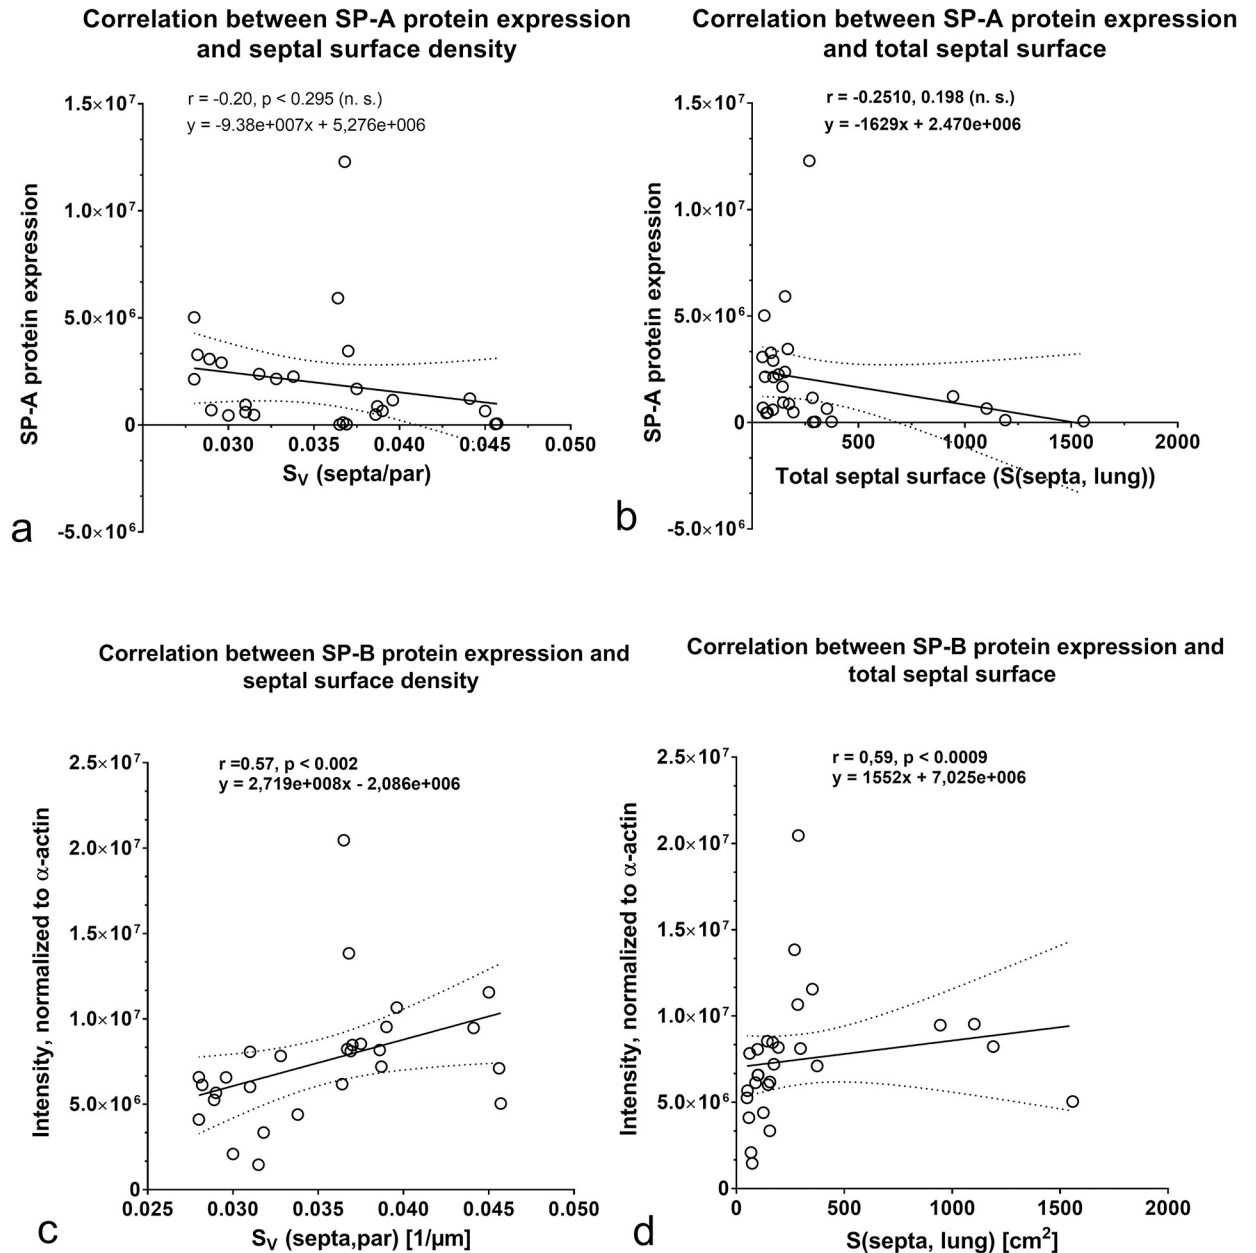 Correlation between SP-A protein expression
and septal surface density
r = -0.20, p < 0.295 (n. s.)
y = -9.38e+007x + 5,276e+006
SP-A protein expression
1.5×10⁷
1.0×10⁷
5.0×10⁶
0
-5.0×10⁶
0.030 0.035 0.040 0.045 0.050
Sᵥ (septa/par)
a
Correlation between SP-A protein expression
and total septal surface
r = -0.2510, 0.198 (n. s.)
y = -1629x + 2.470e+006
SP-A protein expression
1.5×10⁷
1.0×10⁷
5.0×10⁶
0
-5.0×10⁶
500 1000 1500 2000
Total septal surface (S(septa, lung))
b
Correlation between SP-B protein expression and
septal surface density
r =0.57, p < 0.002
y = 2,719e+008x - 2,086e+006
Intensity, normalized to α-actin
2.5×10⁷
2.0×10⁷
1.5×10⁷
1.0×10⁷
5.0×10⁶
0
0.025 0.030 0.035 0.040 0.045 0.050
Sᵥ (septa,par) [1/µm]
c
Correlation between SP-B protein expression and
total septal surface
r = 0,59, p < 0.0009
y = 1552x + 7,025e+006
Intensity, normalized to α-actin
2.5×10⁷
2.0×10⁷
1.5×10⁷
1.0×10⁷
5.0×10⁶
0
0 500 1000 1500 2000
S(septa, lung) [cm²]
d